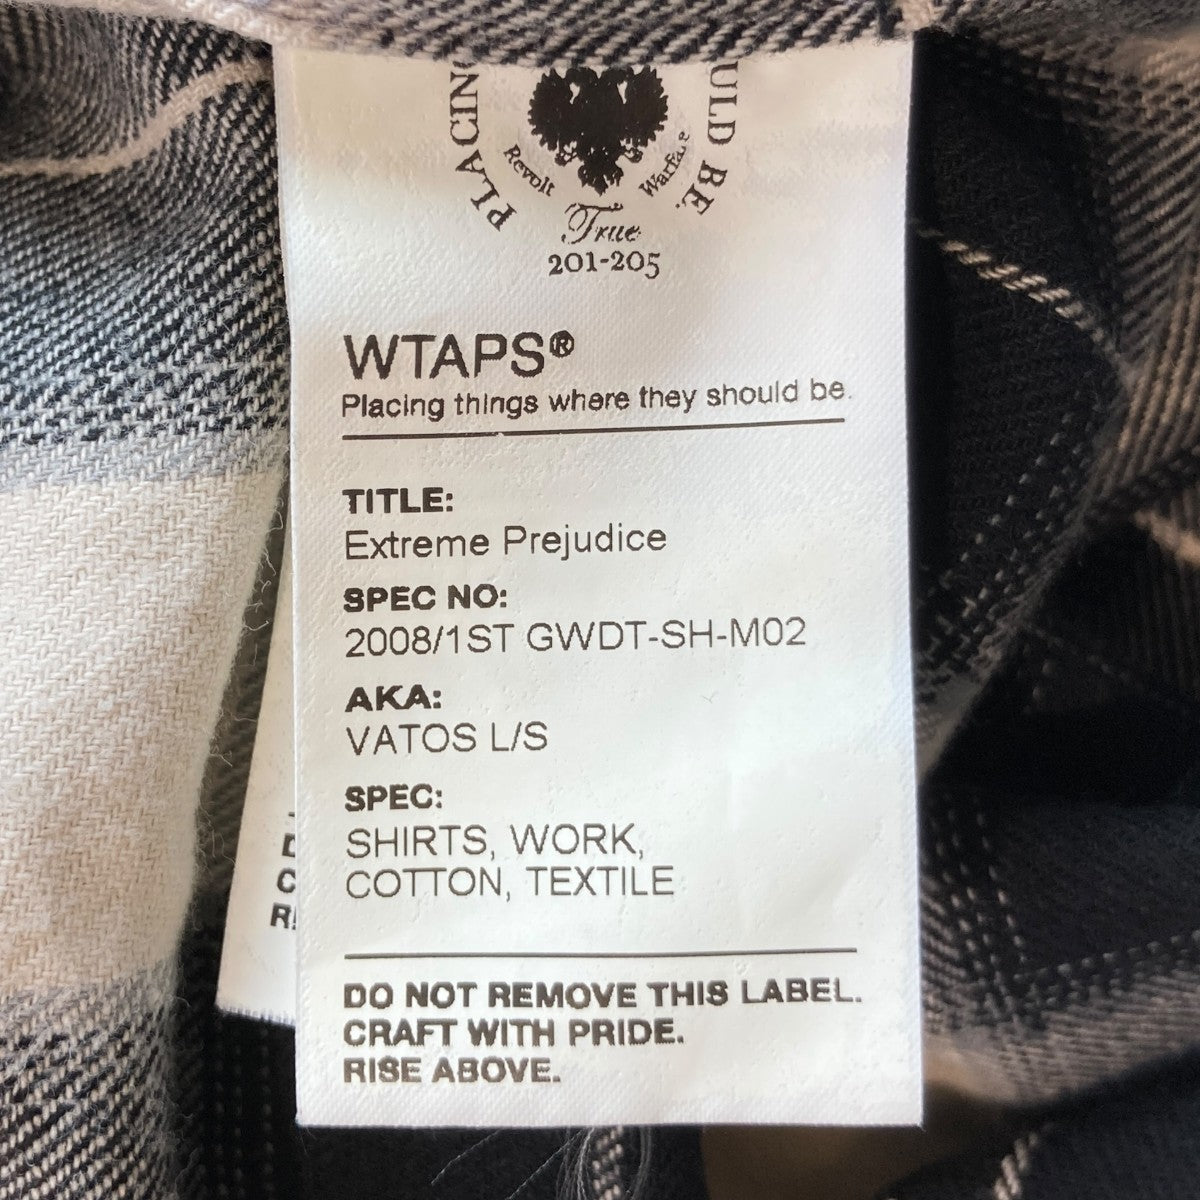 PLACING
ULD BE.
Revolt
Warfare
True
201-205
WTAPS®
Placing things where they should be.
TITLE:
Extreme Prejudice
SPEC NO:
2008/1ST GWDT-SH-M02
AKA:
VATOS L/S
SPEC:
SHIRTS, WORK,
COTTON, TEXTILE
DO NOT REMOVE THIS LABEL.
CRAFT WITH PRIDE.
RISE ABOVE.